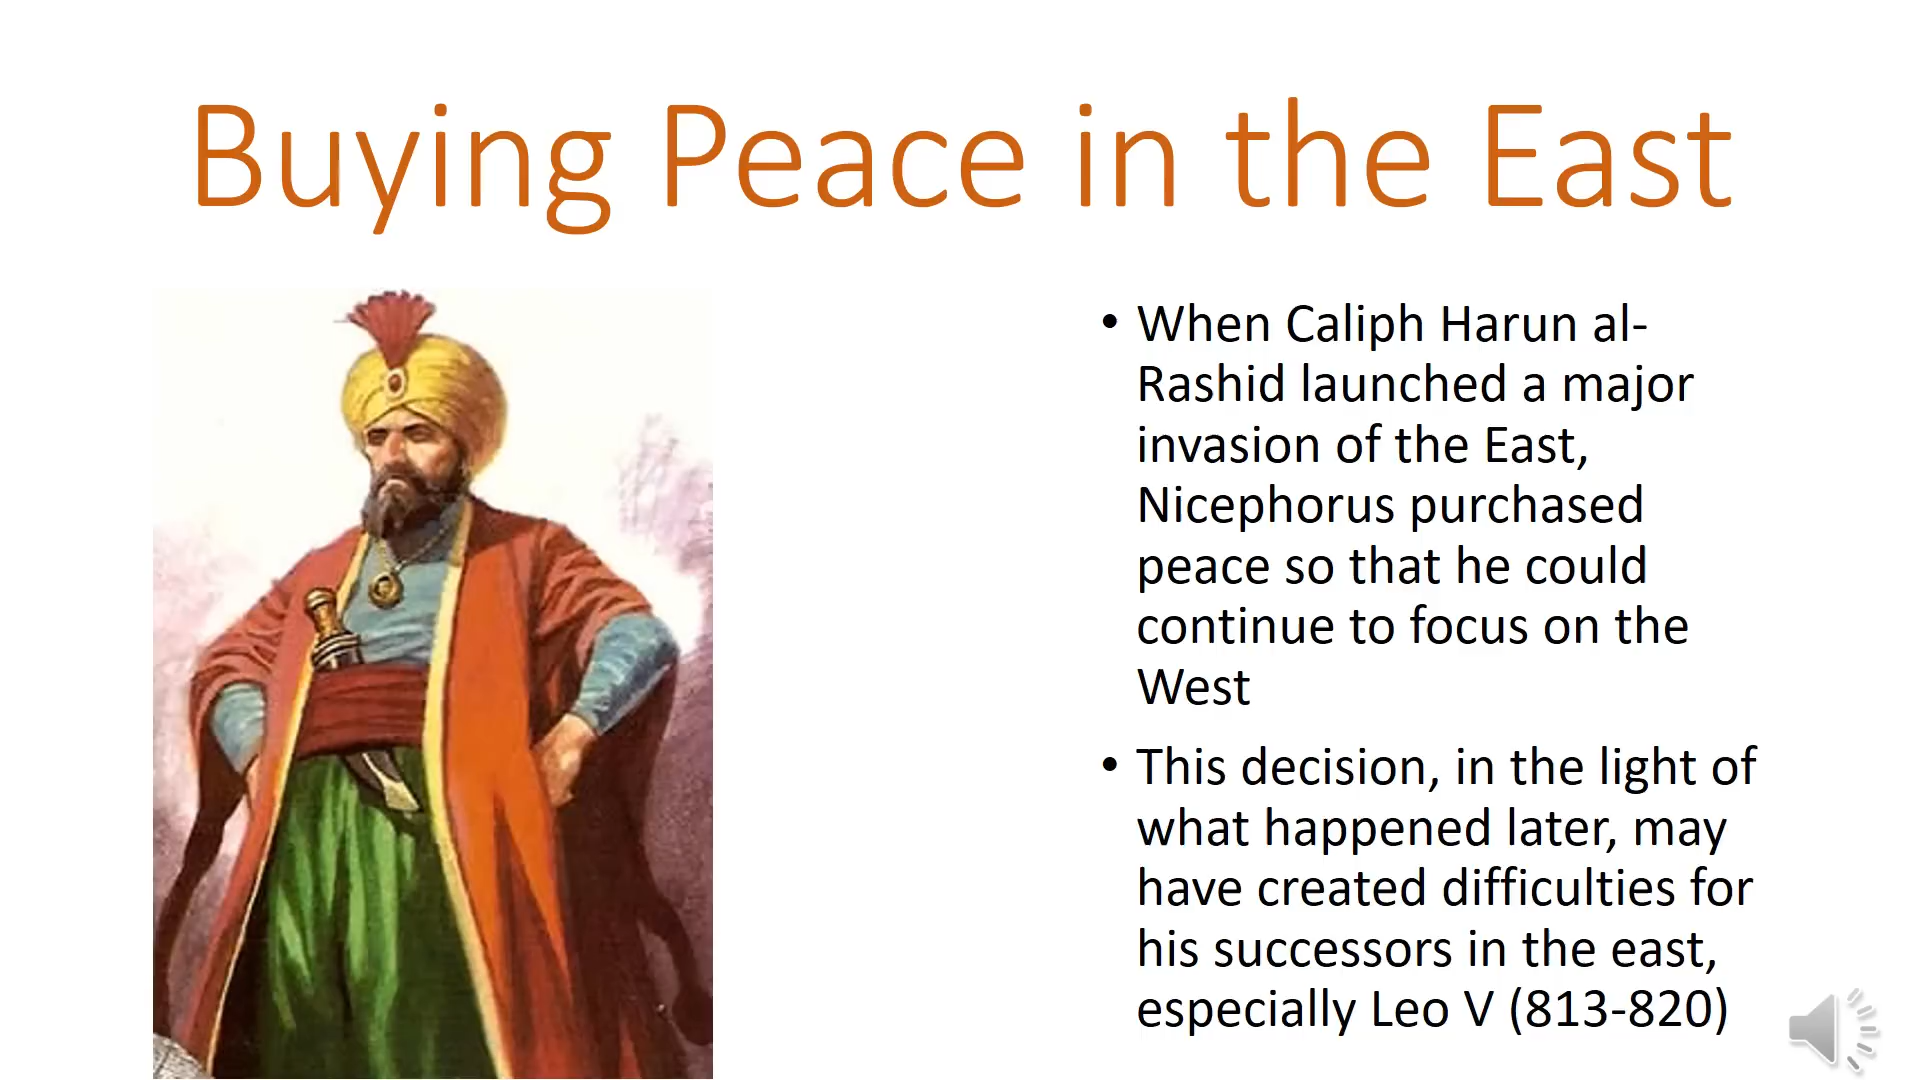 Buying Peace in the East
• When Caliph Harun al-
Rashid launched a major
invasion of the East,
Nicephorus purchased
peace so that he could
continue to focus on the
West
• This decision, in the light of
what happened later, may
have created difficulties for
his successors in the east,
especially Leo V (813-820)